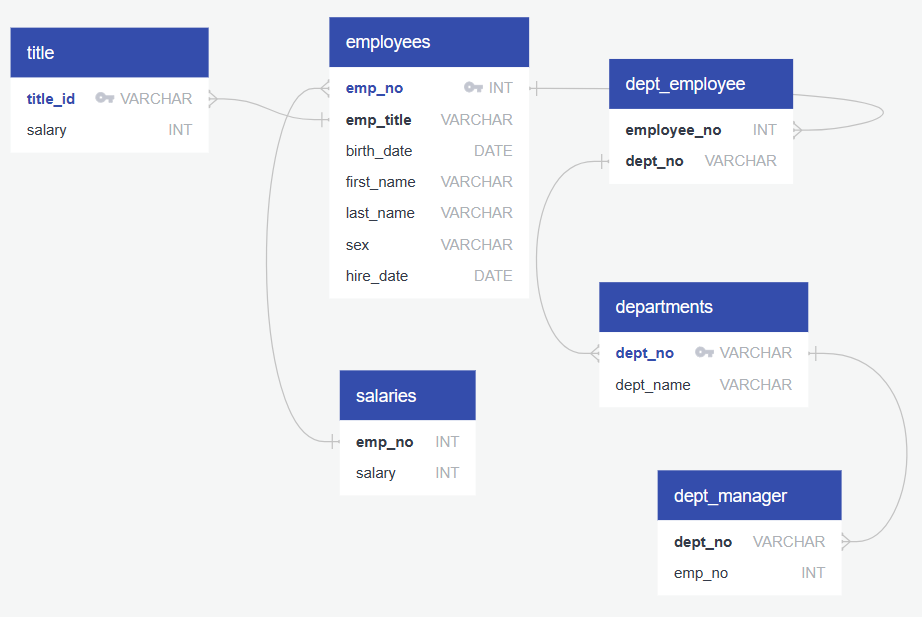 title
title_id VARCHAR
salary INT
employees
emp_no INT
emp_title VARCHAR
birth_date DATE
first_name VARCHAR
last_name VARCHAR
sex VARCHAR
hire_date DATE
dept_employee
employee_no INT
dept_no VARCHAR
departments
dept_no VARCHAR
dept_name VARCHAR
salaries
emp_no INT
salary INT
dept_manager
dept_no VARCHAR
emp_no INT